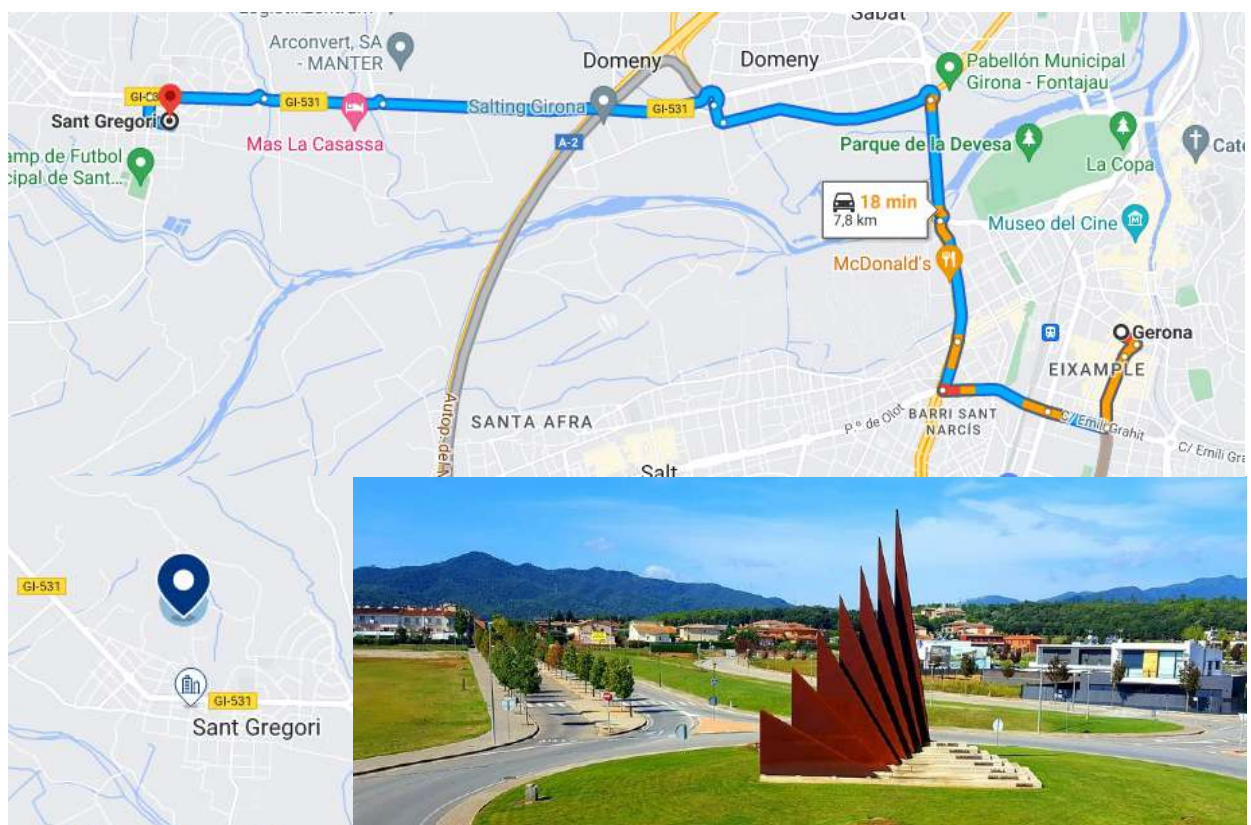 Sabat
Arconvert, SA
- MANTER
Domeny
Domeny
Pabellón Municipal
Girona - Fontajau
GI-531
Salting Girona
GI-531
Sant Gregori
Mas La Casassa
A-2
Parque de la Devesa
La Copa
Cate
amp de Futbol
cipal de Sant...
18 min
7,8 km
Museo del Cine
McDonald's
Gerona
EIXAMPLE
SANTA AFRA
P.º de Olot
BARRI SANT
NARCÍS
C/ Emili Grahit
C/ Emili Gra
Autop. del N
Salt
GI-531
GI-531
Sant Gregori